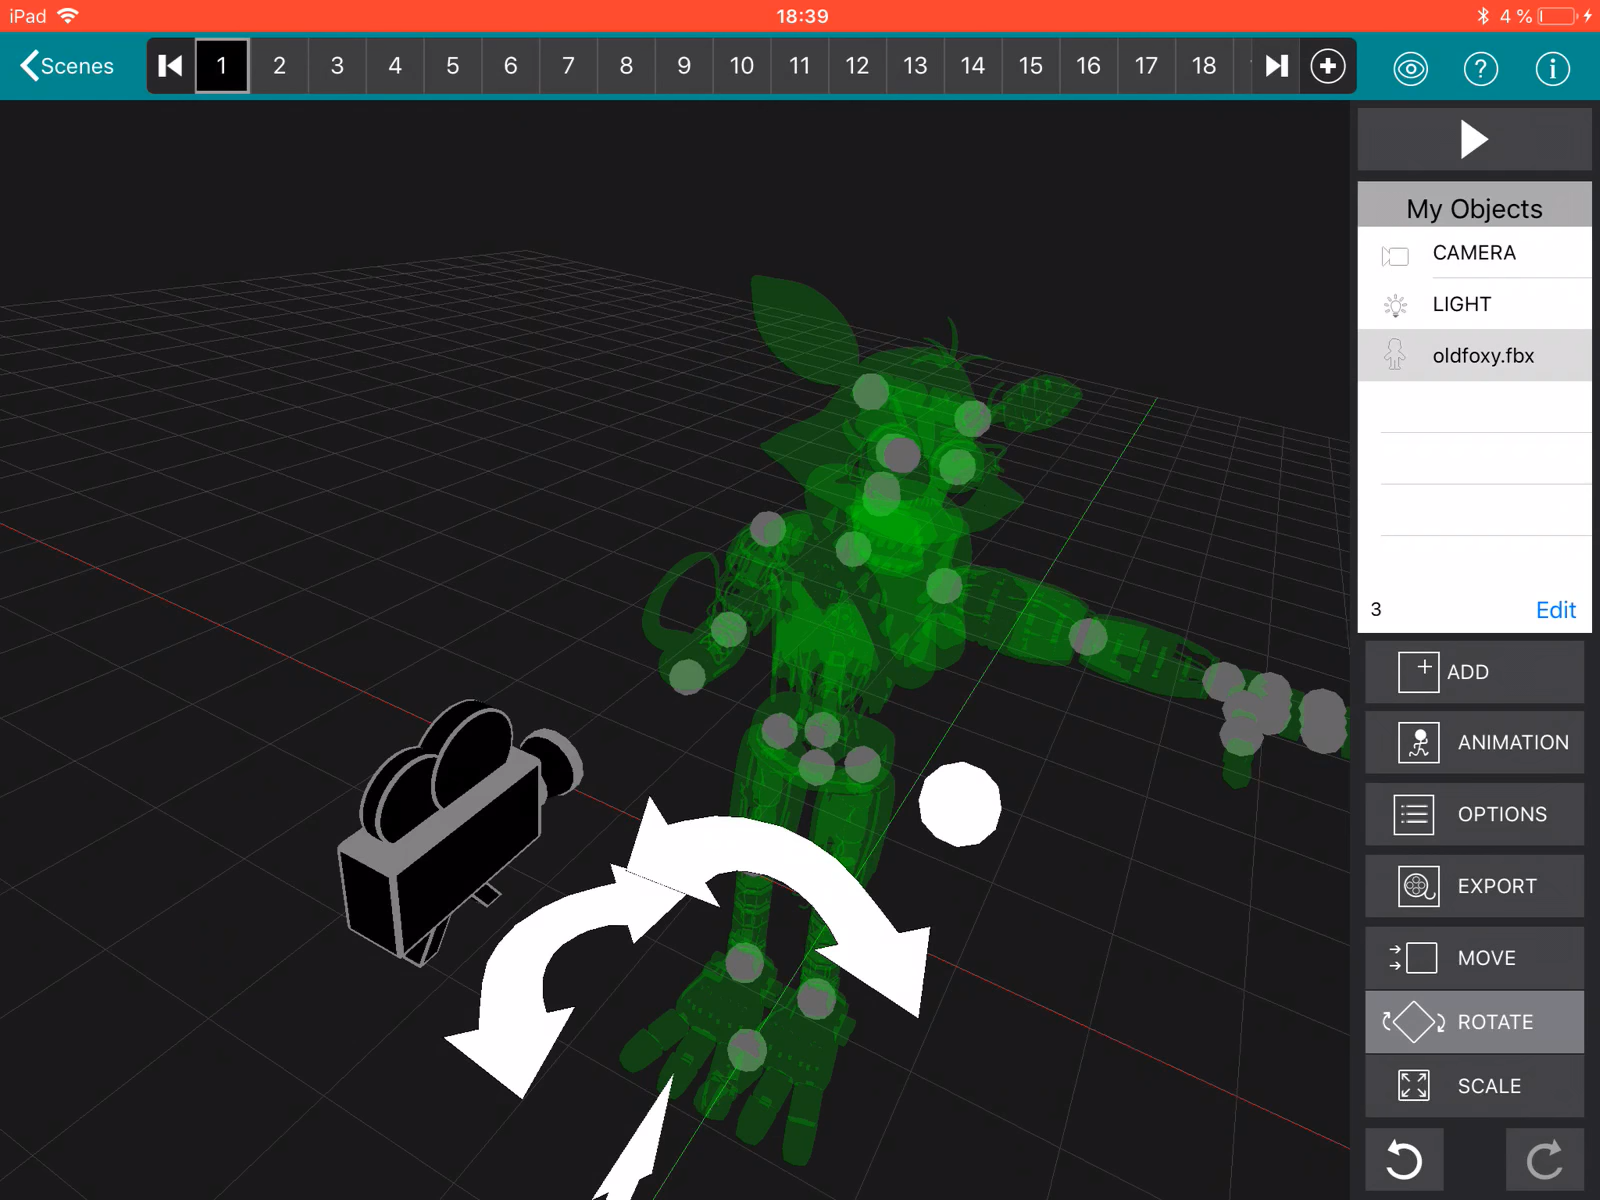 iPad 18:39 4 %
Scenes 1 2 3 4 5 6 7 8 9 10 11 12 13 14 15 16 17 18 ?  i
My Objects
CAMERA
LIGHT
oldfoxy.fbx
3 Edit
ADD
ANIMATION
OPTIONS
EXPORT
MOVE
ROTATE
SCALE